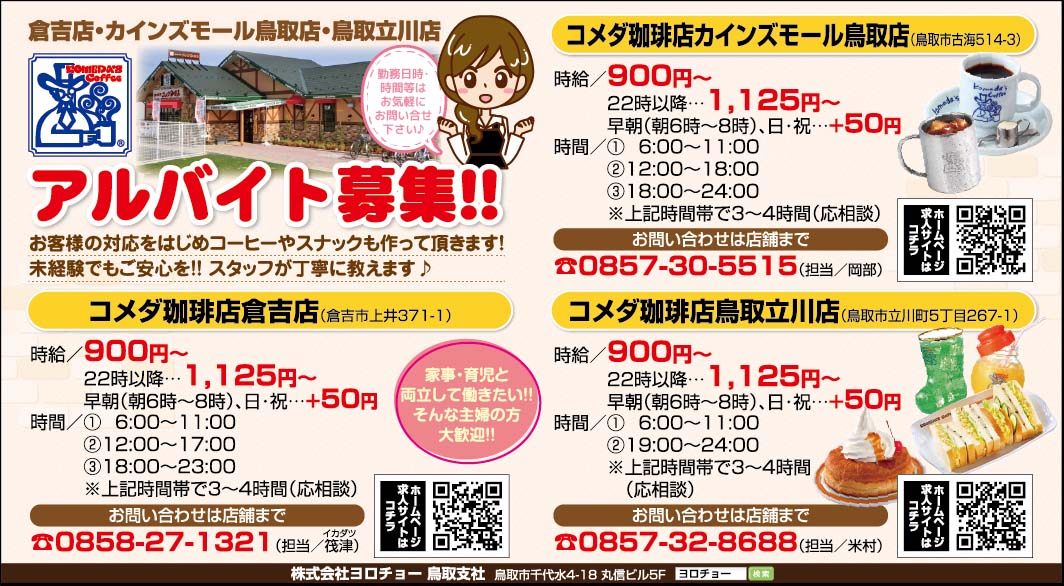 倉吉店・カインズモール鳥取店・鳥取立川店
KOMEDA'S
Coffee
®
勤務日時・
時間等は
お気軽に
お問い合せ
下さい♪
アルバイト募集!!
お客様の対応をはじめコーヒーやスナックも作って頂きます!
未経験でもご安心を!! スタッフが丁寧に教えます♪
コメダ珈琲店倉吉店(倉吉市上井371-1)
時給/900円〜
22時以降…1,125円〜
早朝(朝6時〜8時)、日・祝…+50円
時間/① 6:00〜11:00
②12:00〜17:00
③18:00〜23:00
※上記時間帯で3〜4時間(応相談)
家事・育児と
両立して働きたい!!
そんな主婦の方
大歓迎!!
お問い合わせは店舗まで
☎0858-27-1321(担当/筏津)
イカダツ
ホームページ
求人サイトは
コチラ
コメダ珈琲店カインズモール鳥取店(鳥取市古海514-3)
時給/900円〜
22時以降…1,125円〜
早朝(朝6時〜8時)、日・祝…+50円
時間/① 6:00〜11:00
②12:00〜18:00
③18:00〜24:00
※上記時間帯で3〜4時間(応相談)
お問い合わせは店舗まで
☎0857-30-5515(担当/岡部)
ホームページ
求人サイトは
コチラ
コメダ珈琲店鳥取立川店(鳥取市立川町5丁目267-1)
時給/900円〜
22時以降…1,125円〜
早朝(朝6時〜8時)、日・祝…+50円
時間/① 6:00〜11:00
②19:00〜24:00
※上記時間帯で3〜4時間
(応相談)
お問い合わせは店舗まで
☎0857-32-8688(担当/米村)
ホームページ
求人サイトは
コチラ
株式会社ヨロチョー 鳥取支社 鳥取市千代水4-18 丸信ビル5F ヨロチョー 検索